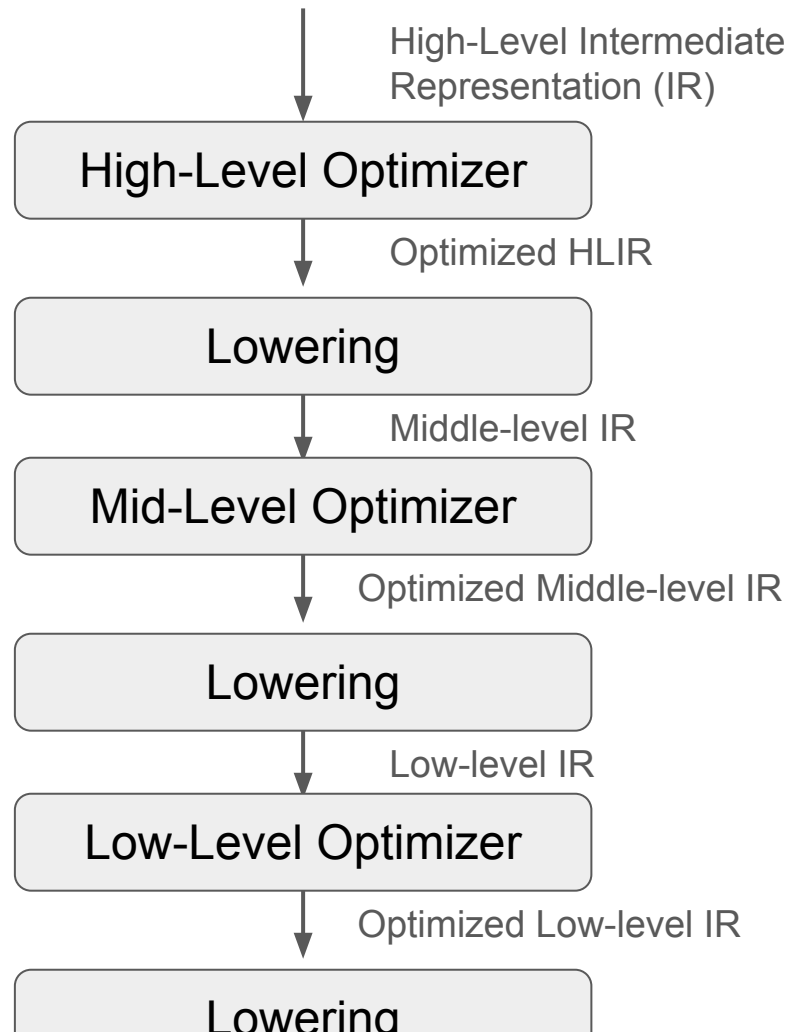 High-Level Intermediate
Representation (IR)
High-Level Optimizer
Optimized HLIR
Lowering
Middle-level IR
Mid-Level Optimizer
Optimized Middle-level IR
Lowering
Low-level IR
Low-Level Optimizer
Optimized Low-level IR
Lowering